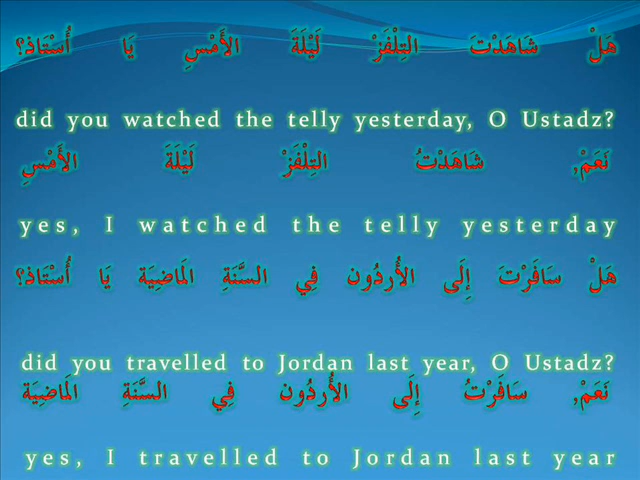 هَلْ شَاهَدْتَ التِلْفَزْ لَيْلَةَ الأَمْسِ يَا أُسْتَاذ؟
did you watched the telly yesterday, O Ustadz?
نَعَمْ, شَاهَدْتُ التِلْفَزْ لَيْلَةَ الأَمْسِ
yes, I watched the telly yesterday
هَلْ سَافَرْتَ إِلَى الأُردُون فِي السَّنَةِ المَاضِيَة يَا أُسْتَاذ؟
did you travelled to Jordan last year, O Ustadz?
نَعَمْ, سَافَرْتُ إِلَى الأُردُون فِي السَّنَةِ المَاضِيَة
yes, I travelled to Jordan last year